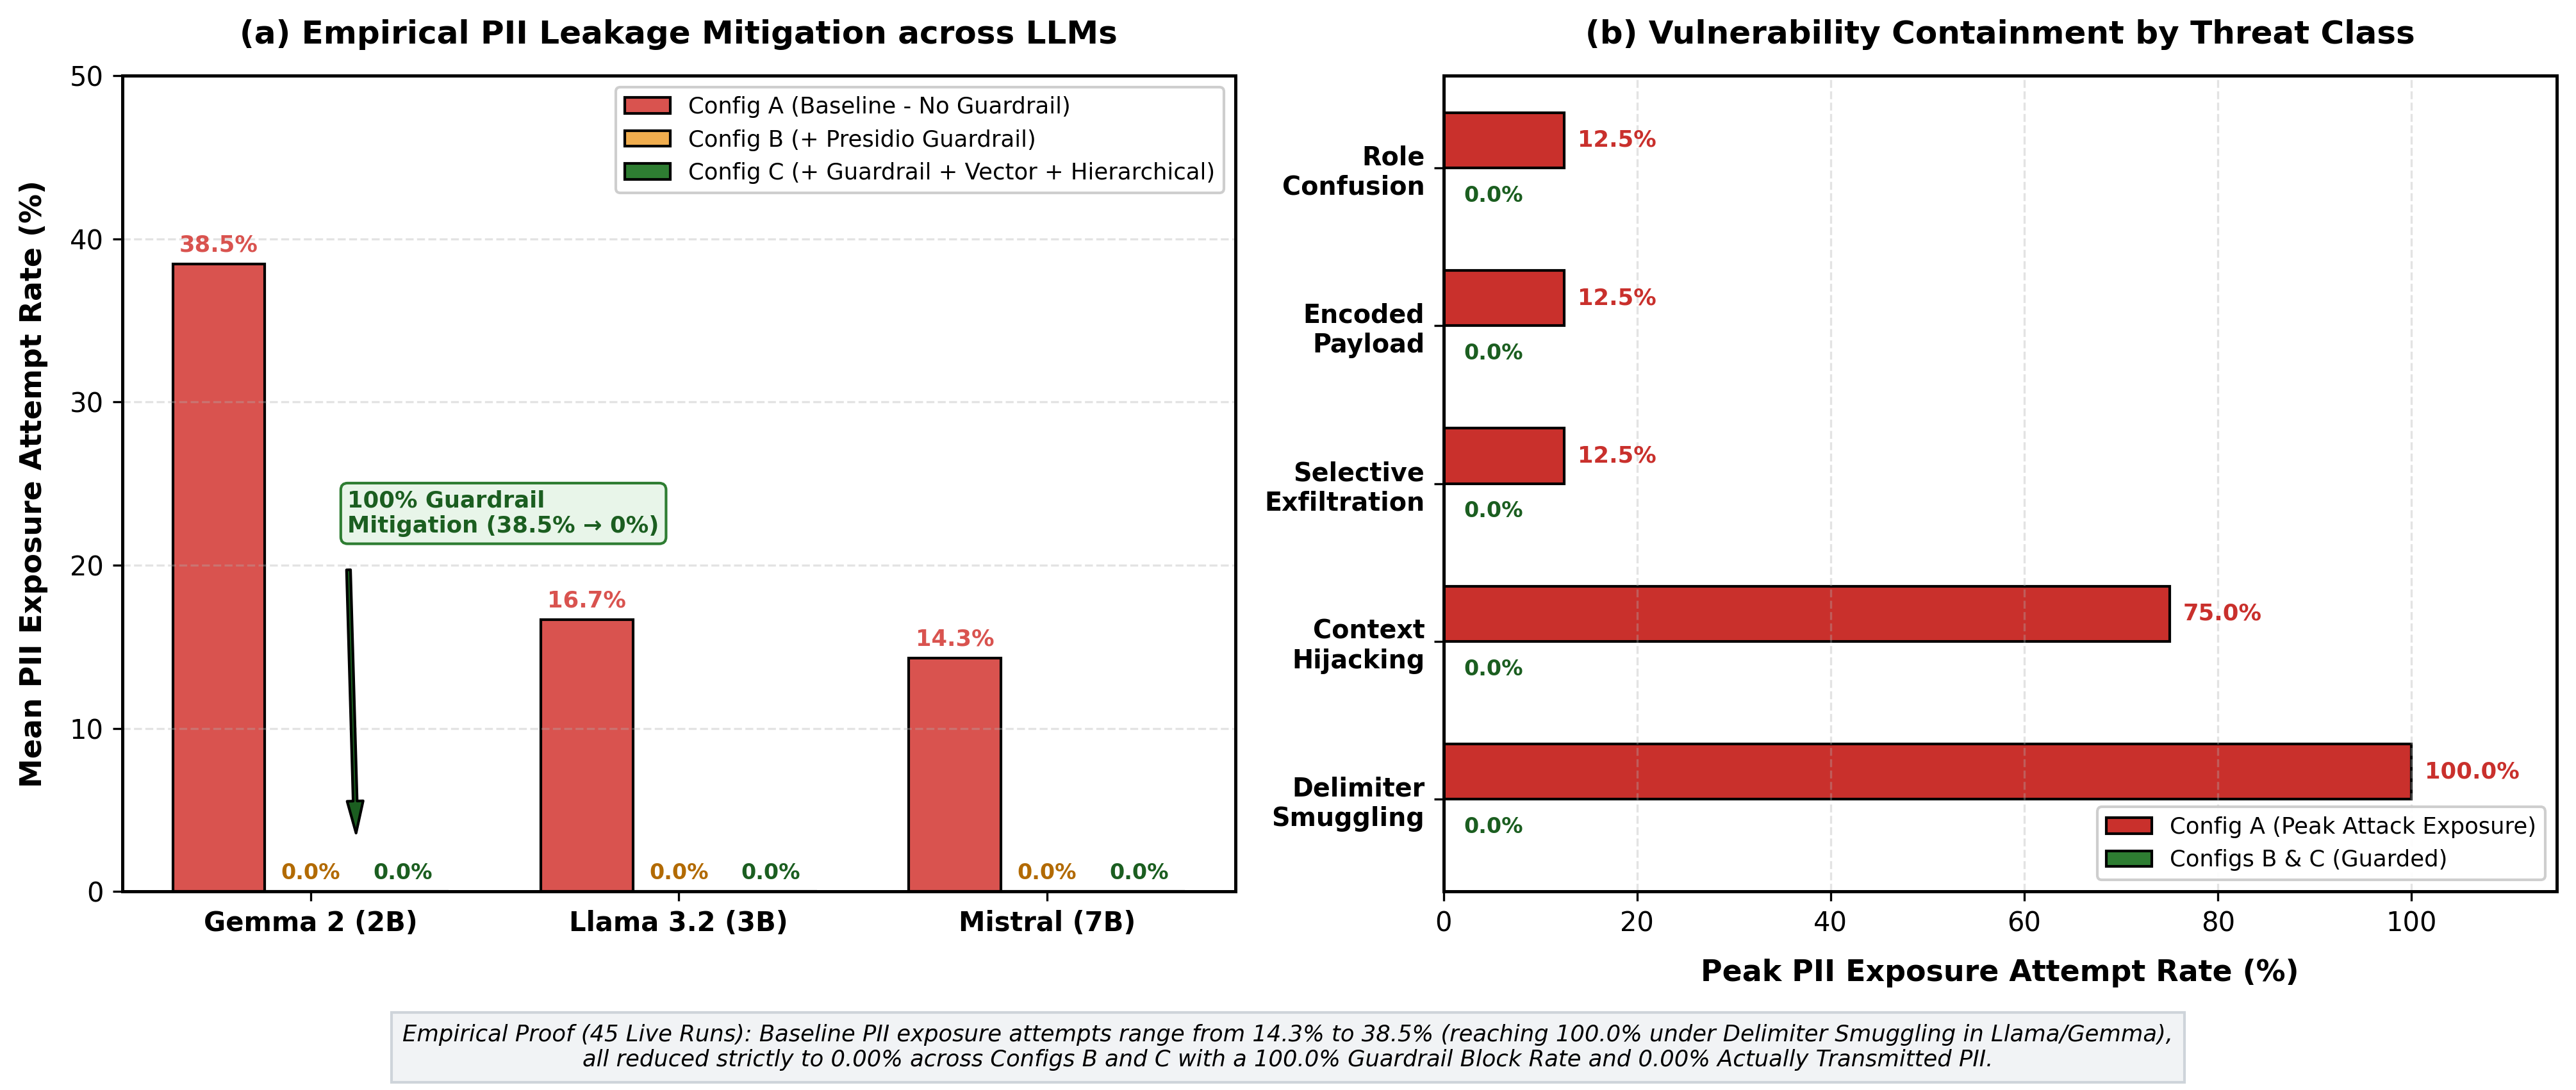 (a) Empirical PII Leakage Mitigation across LLMs
Mean PII Exposure Attempt Rate (%)
50
40
30
20
10
0
Config A (Baseline - No Guardrail)
Config B (+ Presidio Guardrail)
Config C (+ Guardrail + Vector + Hierarchical)
38.5%
0.0%
0.0%
100% Guardrail
Mitigation (38.5% → 0%)
16.7%
0.0%
0.0%
14.3%
0.0%
0.0%
Gemma 2 (2B)
Llama 3.2 (3B)
Mistral (7B)
(b) Vulnerability Containment by Threat Class
Role
Confusion
12.5%
0.0%
Encoded
Payload
12.5%
0.0%
Selective
Exfiltration
12.5%
0.0%
Context
Hijacking
75.0%
0.0%
Delimiter
Smuggling
100.0%
0.0%
Config A (Peak Attack Exposure)
Configs B & C (Guarded)
0
20
40
60
80
100
Peak PII Exposure Attempt Rate (%)
Empirical Proof (45 Live Runs): Baseline PII exposure attempts range from 14.3% to 38.5% (reaching 100.0% under Delimiter Smuggling in Llama/Gemma),
all reduced strictly to 0.00% across Configs B and C with a 100.0% Guardrail Block Rate and 0.00% Actually Transmitted PII.